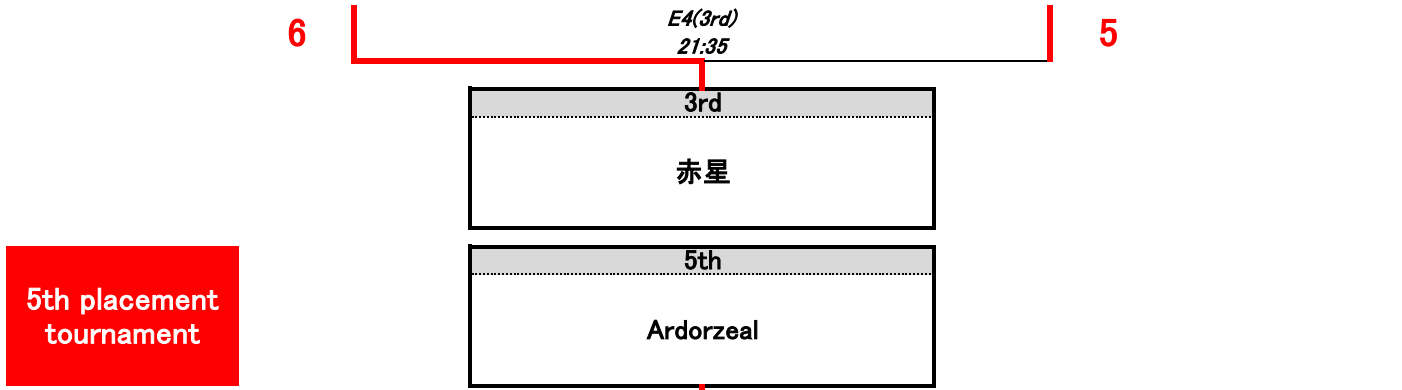 6
E4(3rd)
5
21:35
3rd
赤星
5th
5th placement
tournament
Ardorzeal